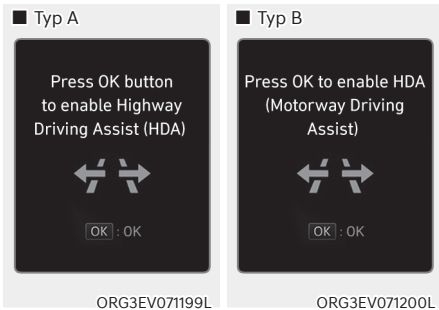 ■ Typ A
Press OK button
to enable Highway
Driving Assist (HDA)
OK : OK
ORG3EV071199L
■ Typ B
Press OK to enable HDA
(Motorway Driving
Assist)
OK : OK
ORG3EV071200L